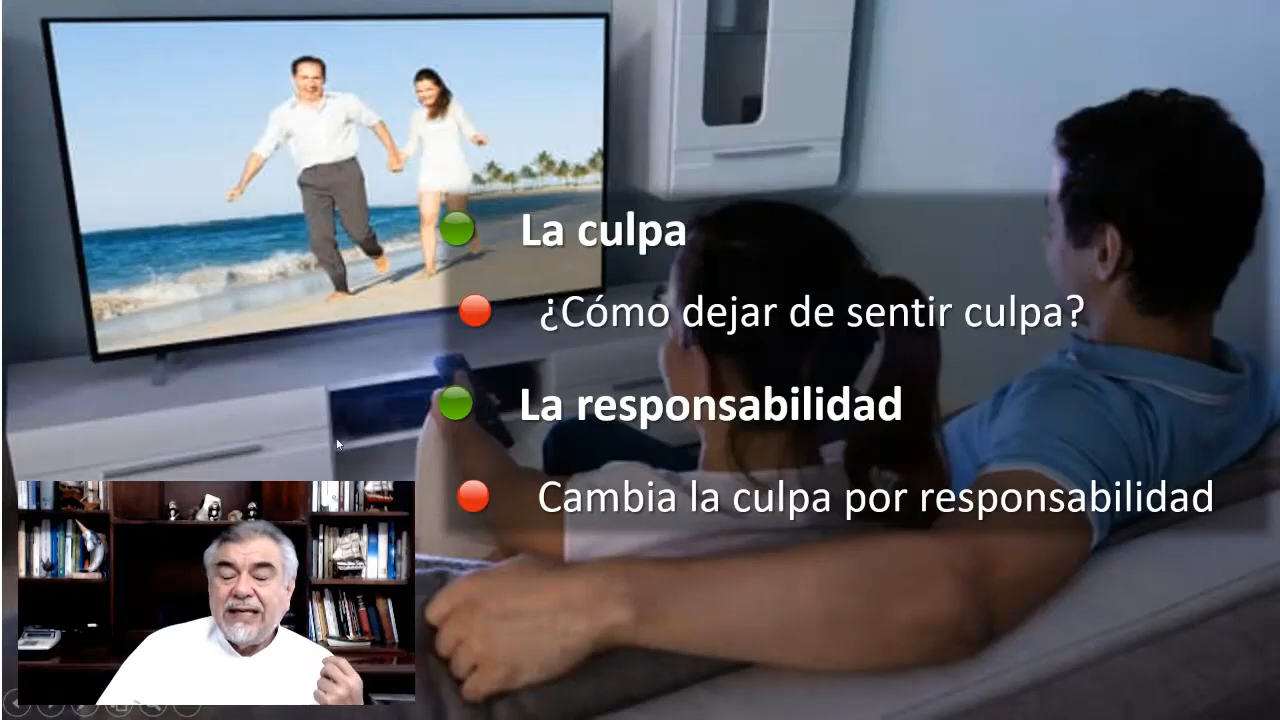 La culpa
¿Cómo dejar de sentir culpa?
La responsabilidad
Cambia la culpa por responsabilidad